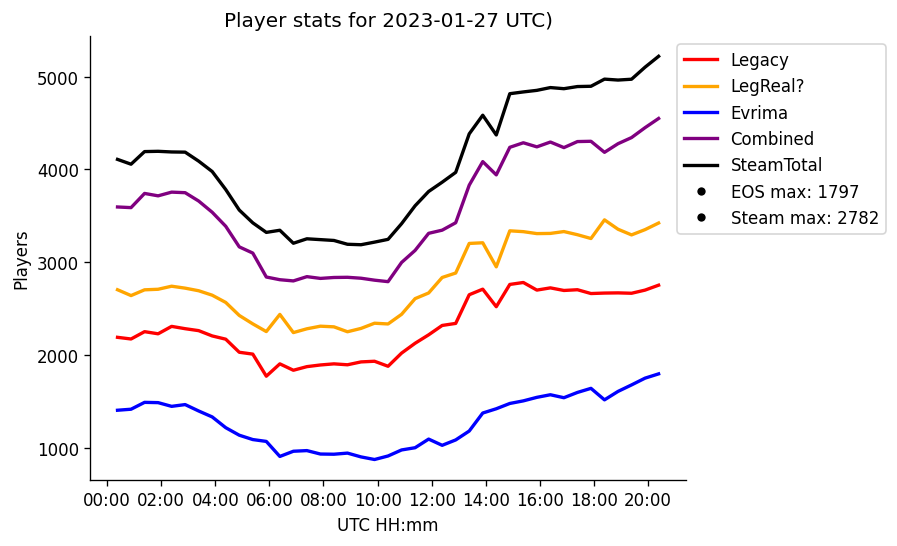 Player stats for 2023-01-27 UTC)
Legacy
LegReal?
Evrima
Combined
SteamTotal
EOS max: 1797
Steam max: 2782
Players
5000
4000
3000
2000
1000
00:00 02:00 04:00 06:00 08:00 10:00 12:00 14:00 16:00 18:00 20:00
UTC HH:mm